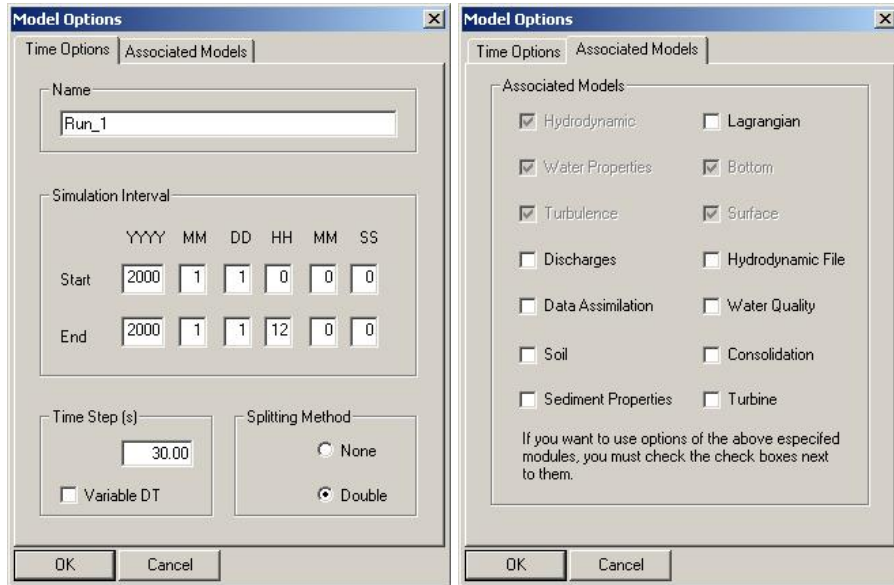 Model Options
Time Options Associated Models
Name
Run_1
Simulation Interval
YYYY MM DD HH MM SS
Start 2000 1 1 0 0 0
End 2000 1 1 12 0 0
Time Step (s)
30.00
Variable DT
Splitting Method
None
Double
OK Cancel
Model Options
Time Options Associated Models
Associated Models
Hydrodynamic Lagrangian
Water Properties Bottom
Turbulence Surface
Discharges Hydrodynamic File
Data Assimilation Water Quality
Soil Consolidation
Sediment Properties Turbine
If you want to use options of the above especifed
modules, you must check the check boxes next
to them.
OK Cancel